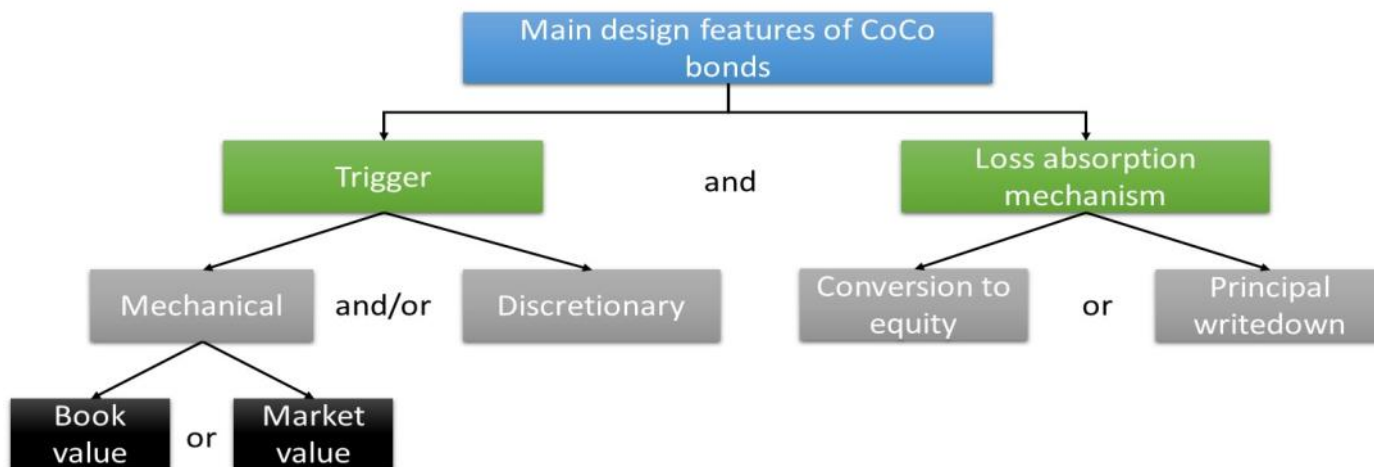 Main design features of CoCo
bonds
Trigger
and
Loss absorption
mechanism
Mechanical
and/or
Discretionary
Conversion to
equity
or
Principal
writedown
Book
value
or
Market
value